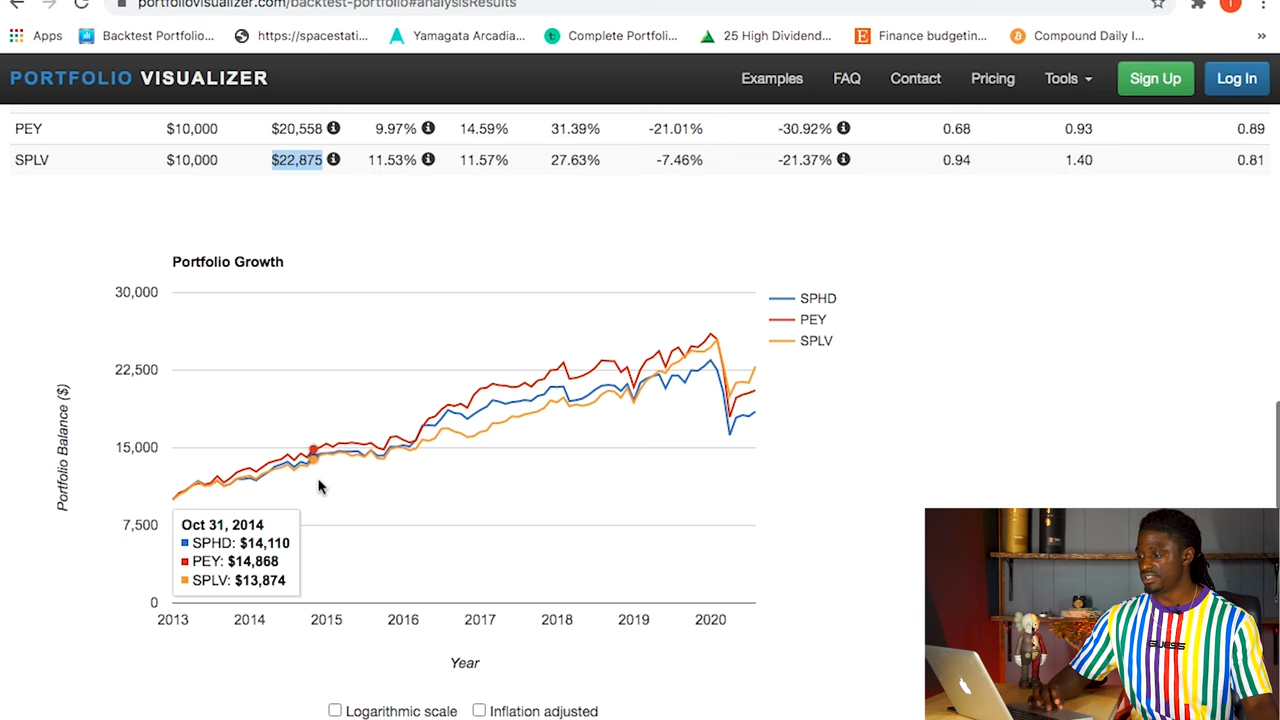 portfoliovisualizer.com/backtest-portfolio#analysisResults
Apps Backtest Portfolio... https://spacestati... Yamagata Arcadia... Complete Portfoli... 25 High Dividend... Finance budgetin... Compound Daily I... »
PORTFOLIO VISUALIZER Examples FAQ Contact Pricing Tools Sign Up Log In
PEY $10,000 $20,558 9.97% 14.59% 31.39% -21.01% -30.92% 0.68 0.93 0.89
SPLV $10,000 $22,875 11.53% 11.57% 27.63% -7.46% -21.37% 0.94 1.40 0.81
Portfolio Growth
30,000
22,500
15,000
7,500
0
Portfolio Balance ($)
SPHD
PEY
SPLV
Oct 31, 2014
SPHD: $14,110
PEY: $14,868
SPLV: $13,874
2013 2014 2015 2016 2017 2018 2019 2020
Year
Logarithmic scale Inflation adjusted
GUESS